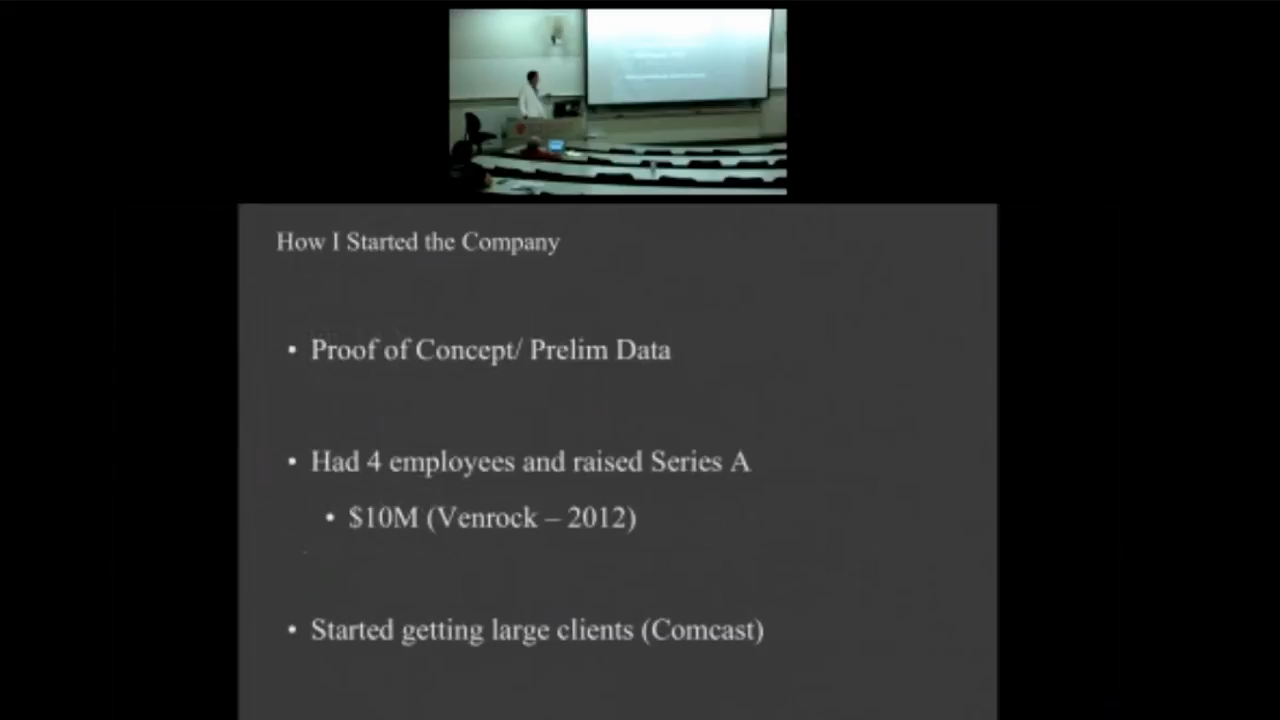 How I Started the Company
• Proof of Concept/ Prelim Data
• Had 4 employees and raised Series A
• $10M (Venrock – 2012)
• Started getting large clients (Comcast)